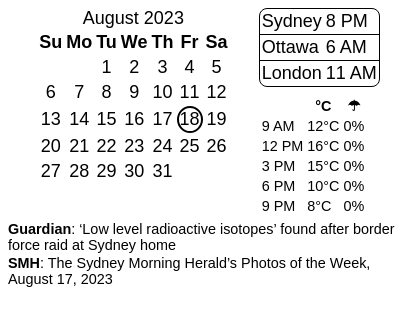 August 2023
Su Mo Tu We Th Fr Sa
1 2 3 4 5
6 7 8 9 10 11 12
13 14 15 16 17 18 19
20 21 22 23 24 25 26
27 28 29 30 31
Sydney 8 PM
Ottawa 6 AM
London 11 AM
°C ☂
9 AM 12°C 0%
12 PM 16°C 0%
3 PM 15°C 0%
6 PM 10°C 0%
9 PM 8°C 0%
Guardian: ‘Low level radioactive isotopes’ found after border
force raid at Sydney home
SMH: The Sydney Morning Herald’s Photos of the Week,
August 17, 2023